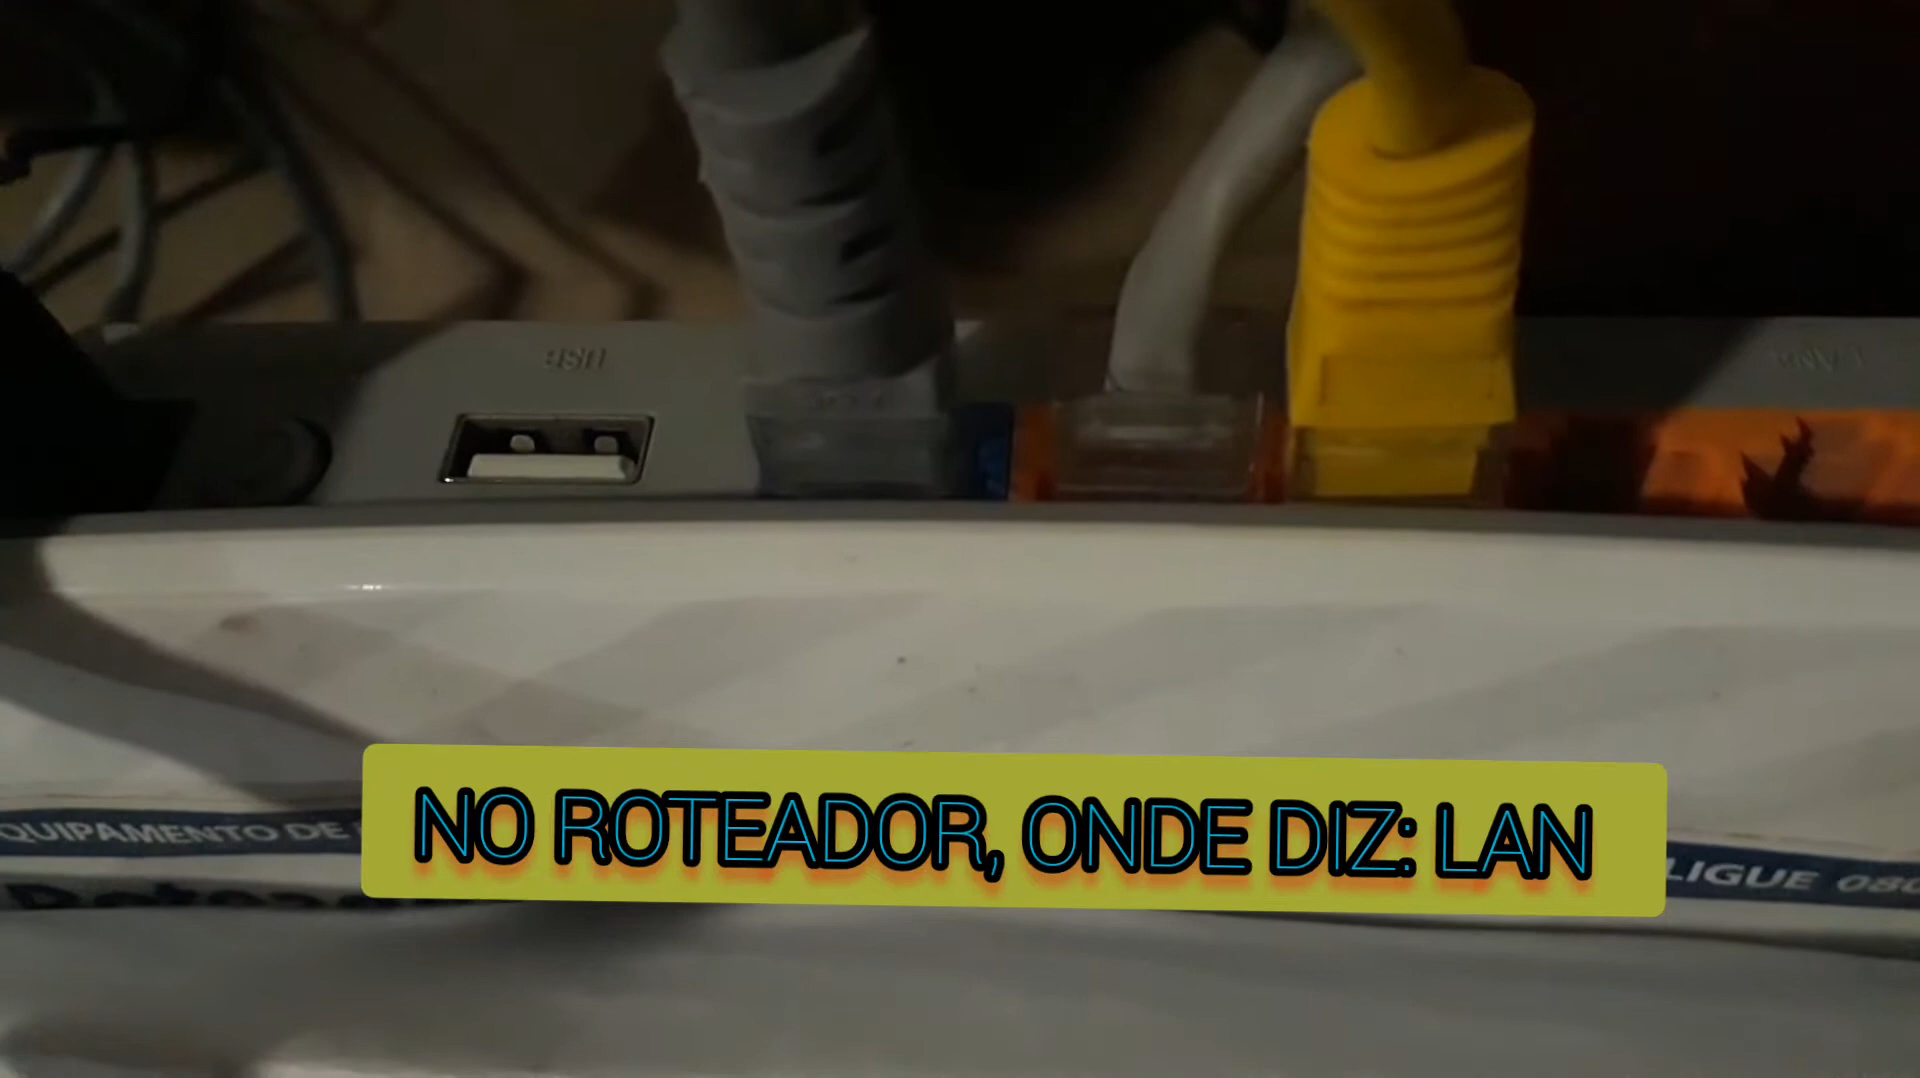 USB
NO ROTEADOR, ONDE DIZ: LAN
QUIPAMENTO DE
LIGUE 080